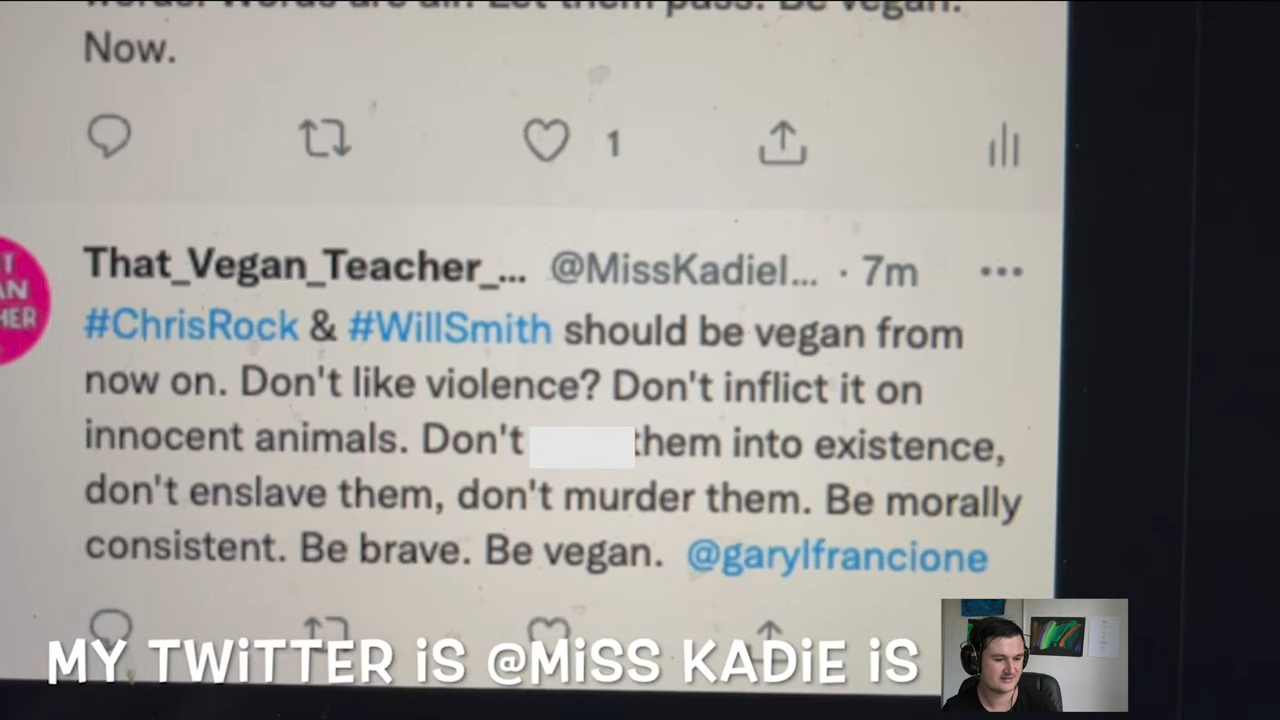 Be vegan.
Now.
1
That_Vegan_Teacher_... @MissKadiel... · 7m
#ChrisRock & #WillSmith should be vegan from
now on. Don't like violence? Don't inflict it on
innocent animals. Don't them into existence,
don't enslave them, don't murder them. Be morally
consistent. Be brave. Be vegan. @garylfrancione
MY TWiTTER iS @MiSS KADiE iS